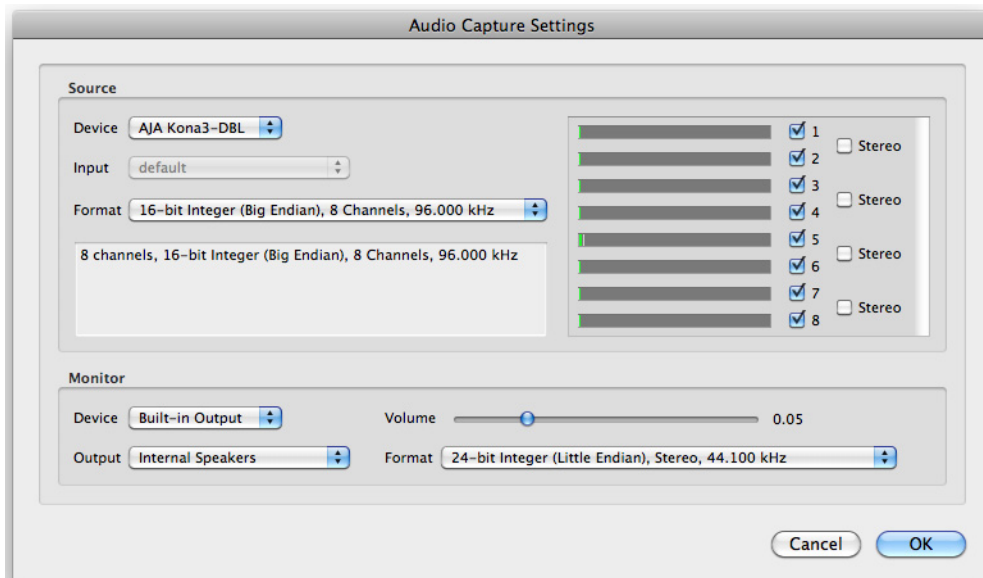 Audio Capture Settings
Source
Device AJA Kona3-DBL
Input default
Format 16-bit Integer (Big Endian), 8 Channels, 96.000 kHz
8 channels, 16-bit Integer (Big Endian), 8 Channels, 96.000 kHz
1
2
Stereo
3
4
Stereo
5
6
Stereo
7
8
Stereo
Monitor
Device Built-in Output
Volume 0.05
Output Internal Speakers
Format 24-bit Integer (Little Endian), Stereo, 44.100 kHz
Cancel OK